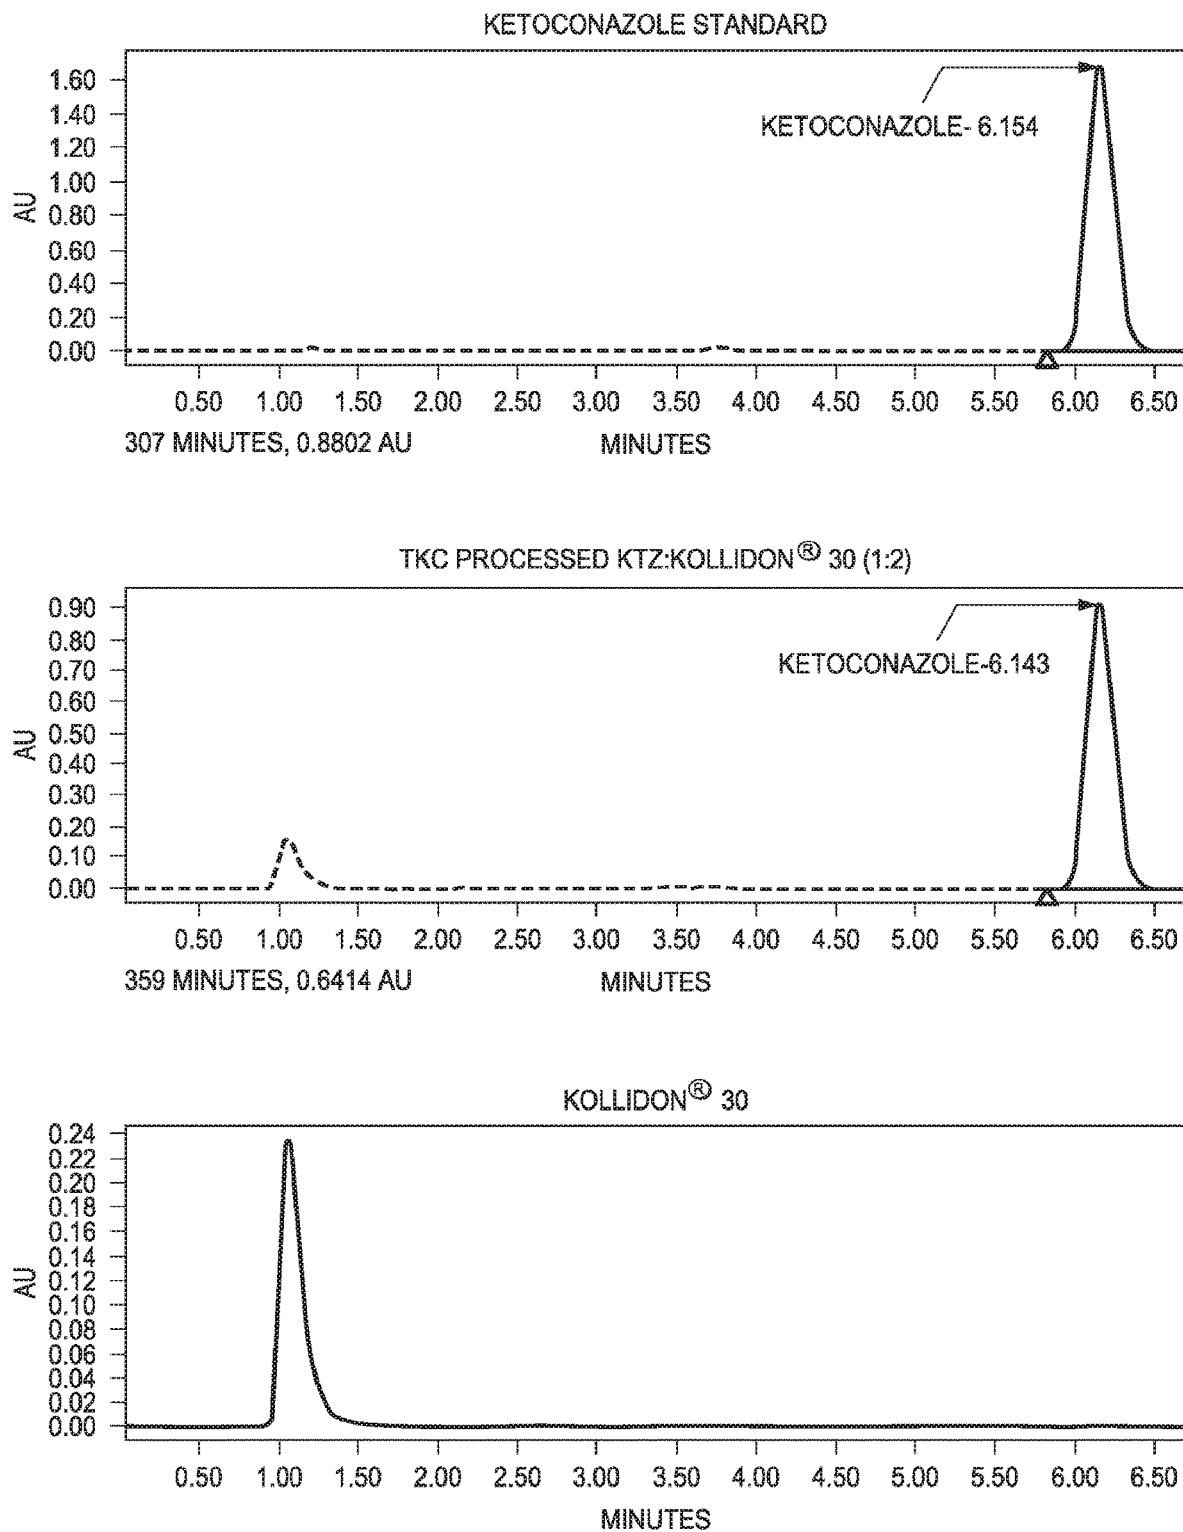 KETOCONAZOLE STANDARD
1.60
1.40
1.20
1.00
0.80
0.60
0.40
0.20
0.00
AU
KETOCONAZOLE- 6.154
0.50 1.00 1.50 2.00 2.50 3.00 3.50 4.00 4.50 5.00 5.50 6.00 6.50
307 MINUTES, 0.8802 AU MINUTES
TKC PROCESSED KTZ:KOLLIDON® 30 (1:2)
0.90
0.80
0.70
0.60
0.50
0.40
0.30
0.20
0.10
0.00
AU
KETOCONAZOLE-6.143
0.50 1.00 1.50 2.00 2.50 3.00 3.50 4.00 4.50 5.00 5.50 6.00 6.50
359 MINUTES, 0.6414 AU MINUTES
KOLLIDON® 30
0.24
0.22
0.20
0.18
0.16
0.14
0.12
0.10
0.08
0.06
0.04
0.02
0.00
AU
0.50 1.00 1.50 2.00 2.50 3.00 3.50 4.00 4.50 5.00 5.50 6.00 6.50
MINUTES